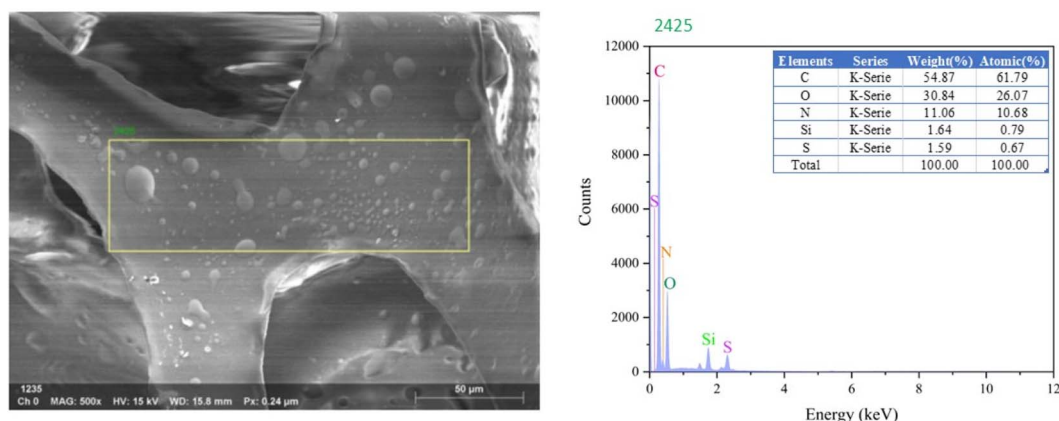 1235
Ch 0 MAG: 500x HV: 15 kV WD: 15.8 mm Px: 0.24 µm
50 µm
2425
Elements Series Weight(%) Atomic(%)
C K-Serie 54.87 61.79
O K-Serie 30.84 26.07
N K-Serie 11.06 10.68
Si K-Serie 1.64 0.79
S K-Serie 1.59 0.67
Total 100.00 100.00
12000
10000
8000
6000
4000
2000
0
Counts
C
S
N
O
Si
S
0 2 4 6 8 10 12
Energy (keV)